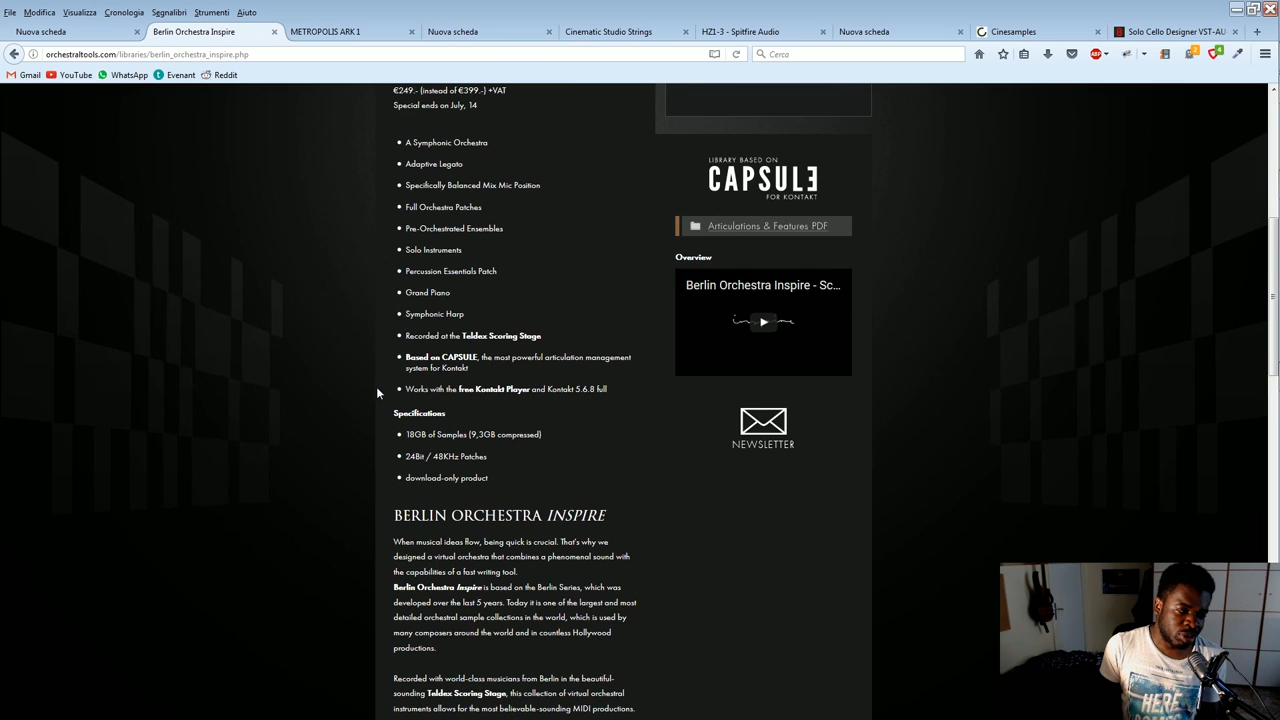 File Modifica Visualizza Cronologia Segnalibri Strumenti Aiuto
Nuova scheda Berlin Orchestra Inspire METROPOLIS ARK 1 Nuova scheda Cinematic Studio Strings HZ1-3 - Spitfire Audio Nuova scheda Cinesamples Solo Cello Designer VST-AU
orchestraltools.com/libraries/berlin_orchestra_inspire.php Cerca ABP 2 4
Gmail YouTube WhatsApp Evenant Reddit
€249.- (instead of €399.-) +VAT
Special ends on July, 14
A Symphonic Orchestra
Adaptive Legato
Specifically Balanced Mix Mic Position
Full Orchestra Patches
Pre-Orchestrated Ensembles
Solo Instruments
Percussion Essentials Patch
Grand Piano
Symphonic Harp
Recorded at the Teldex Scoring Stage
Based on CAPSULE, the most powerful articulation management
system for Kontakt
Works with the free Kontakt Player and Kontakt 5.6.8 full
Specifications
18GB of Samples (9,3GB compressed)
24Bit / 48KHz Patches
download-only product
BERLIN ORCHESTRA INSPIRE
When musical ideas flow, being quick is crucial. That's why we
designed a virtual orchestra that combines a phenomenal sound with
the capabilities of a fast writing tool.
Berlin Orchestra Inspire is based on the Berlin Series, which was
developed over the last 5 years. Today it is one of the largest and most
detailed orchestral sample collections in the world, which is used by
many composers around the world and in countless Hollywood
productions.
Recorded with world-class musicians from Berlin in the beautiful-
sounding Teldex Scoring Stage, this collection of virtual orchestral
instruments allows for the most believable-sounding MIDI productions.
LIBRARY BASED ON
CAPSULE
FOR KONTAKT
Articulations & Features PDF
Overview
Berlin Orchestra Inspire - Sc...
NEWSLETTER
HERE